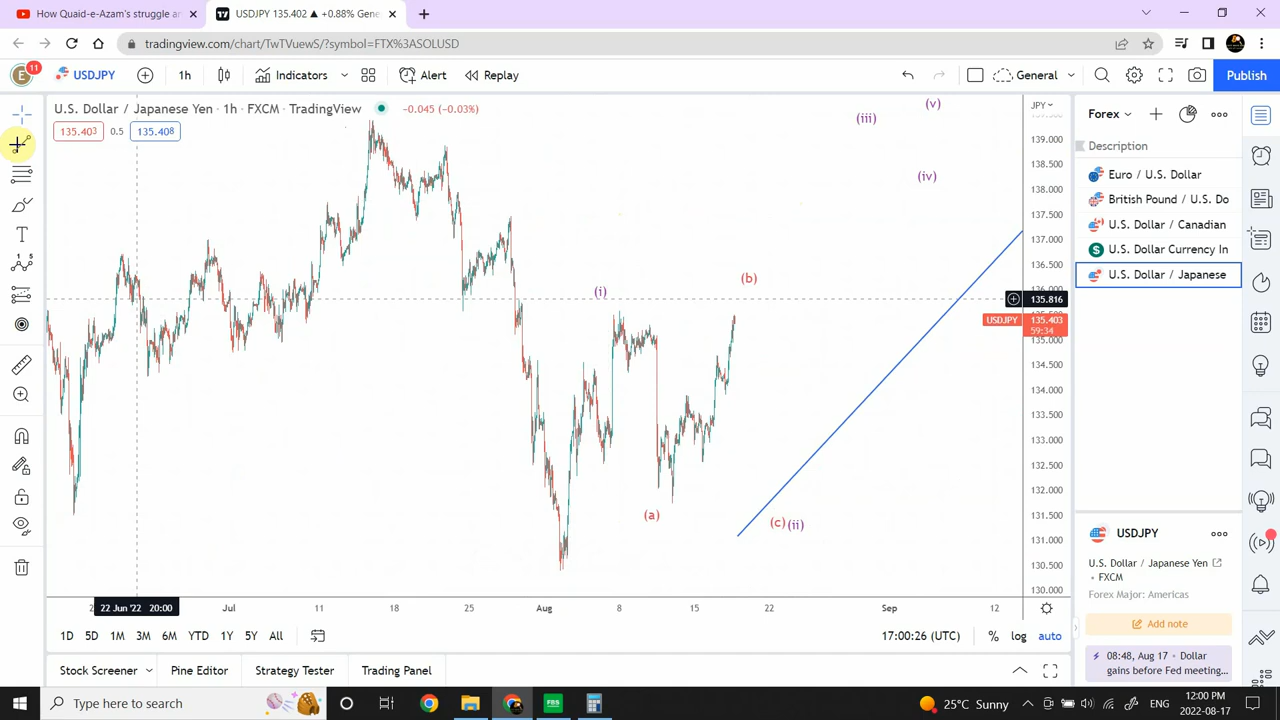 How Quaid-e-Azam's struggle ar
USDJPY 135.402 ▲ +0.88% Gene
tradingview.com/chart/TwTVuewS/?symbol=FTX%3ASOLUSD
E 11
USDJPY
1h
Indicators
Alert
Replay
General
Publish
U.S. Dollar / Japanese Yen · 1h · FXCM · TradingView
-0.045 (-0.03%)
135.403
0.5
135.408
JPY
139.000
138.500
138.000
137.500
137.000
136.500
135.816
USDJPY
135.403
59:34
135.000
134.500
134.000
133.500
133.000
132.500
132.000
131.500
131.000
130.500
130.000
(i)
(a)
(b)
(c)
(ii)
(iii)
(iv)
(v)
22 Jun '22 20:00
Jul
11
18
25
Aug
8
15
22
Sep
12
1D
5D
1M
3M
6M
YTD
1Y
5Y
All
17:00:26 (UTC)
%
log
auto
Stock Screener
Pine Editor
Strategy Tester
Trading Panel
Forex
Description
Euro / U.S. Dollar
British Pound / U.S. Do
U.S. Dollar / Canadian
U.S. Dollar Currency In
U.S. Dollar / Japanese
USDJPY
U.S. Dollar / Japanese Yen
• FXCM
Forex Major: Americas
Add note
08:48, Aug 17 • Dollar
gains before Fed meeting...
Type here to search
FBS
25°C Sunny
12:00 PM
2022-08-17